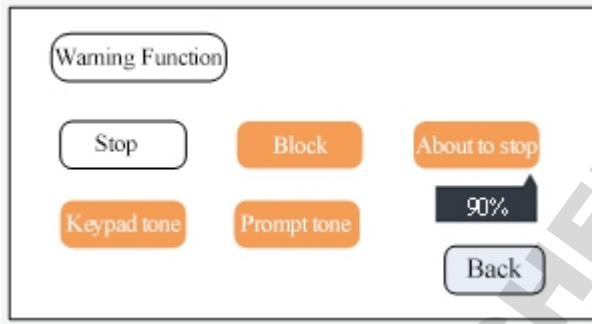 Warning Function
Stop
Block
About to stop
90%
Keypad tone
Prompt tone
Back